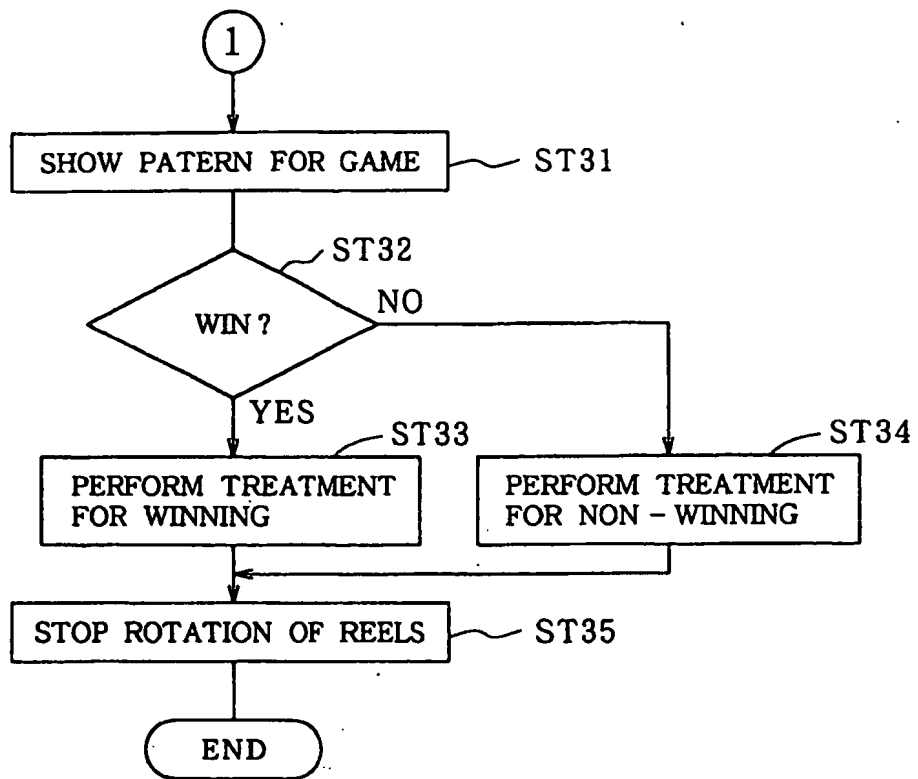 1
SHOW PATERN FOR GAME
ST31
ST32
WIN?
NO
YES
ST33
ST34
PERFORM TREATMENT
FOR WINNING
PERFORM TREATMENT
FOR NON-WINNING
STOP ROTATION OF REELS
ST35
END